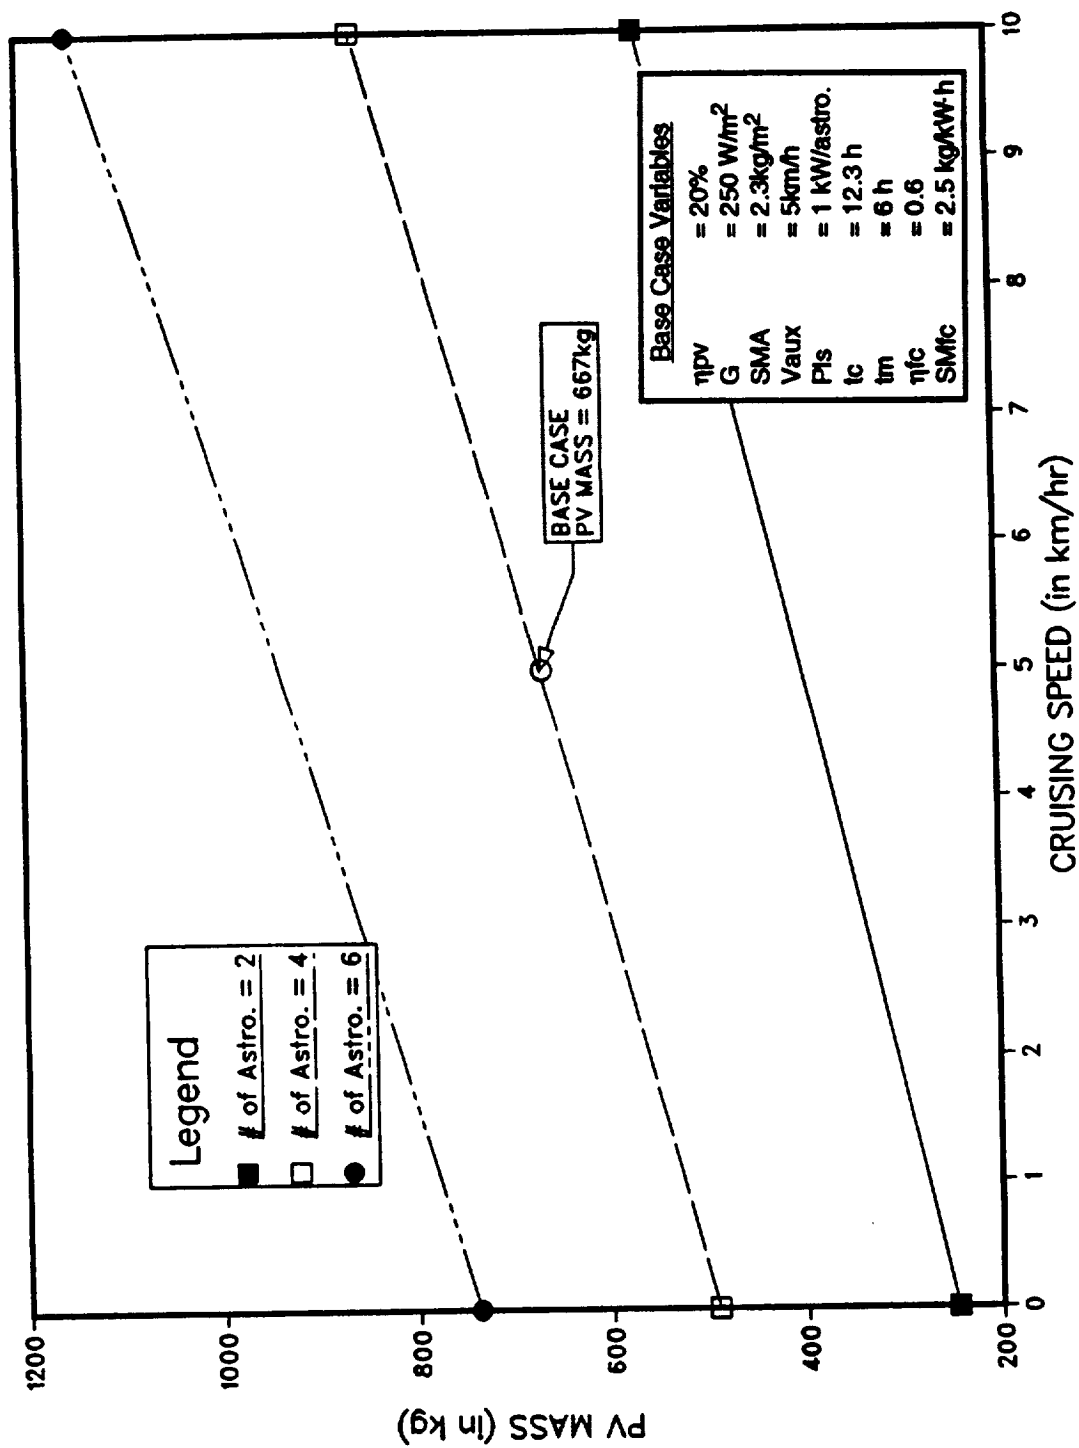 PV MASS (in kg)
1200
1000
800
600
400
200
Legend
# of Astro. = 2
# of Astro. = 4
# of Astro. = 6
BASE CASE
PV MASS = 667kg
Base Case Variables
ηpv = 20%
G = 250 W/m²
SMA = 2.3kg/m²
Vaux = 5km/h
Pls = 1 kW/astro.
tc = 12.3 h
tm = 6 h
ηfc = 0.6
SMfc = 2.5 kg/kW-h
0
1
2
3
4
5
6
7
8
9
10
CRUISING SPEED (in km/hr)